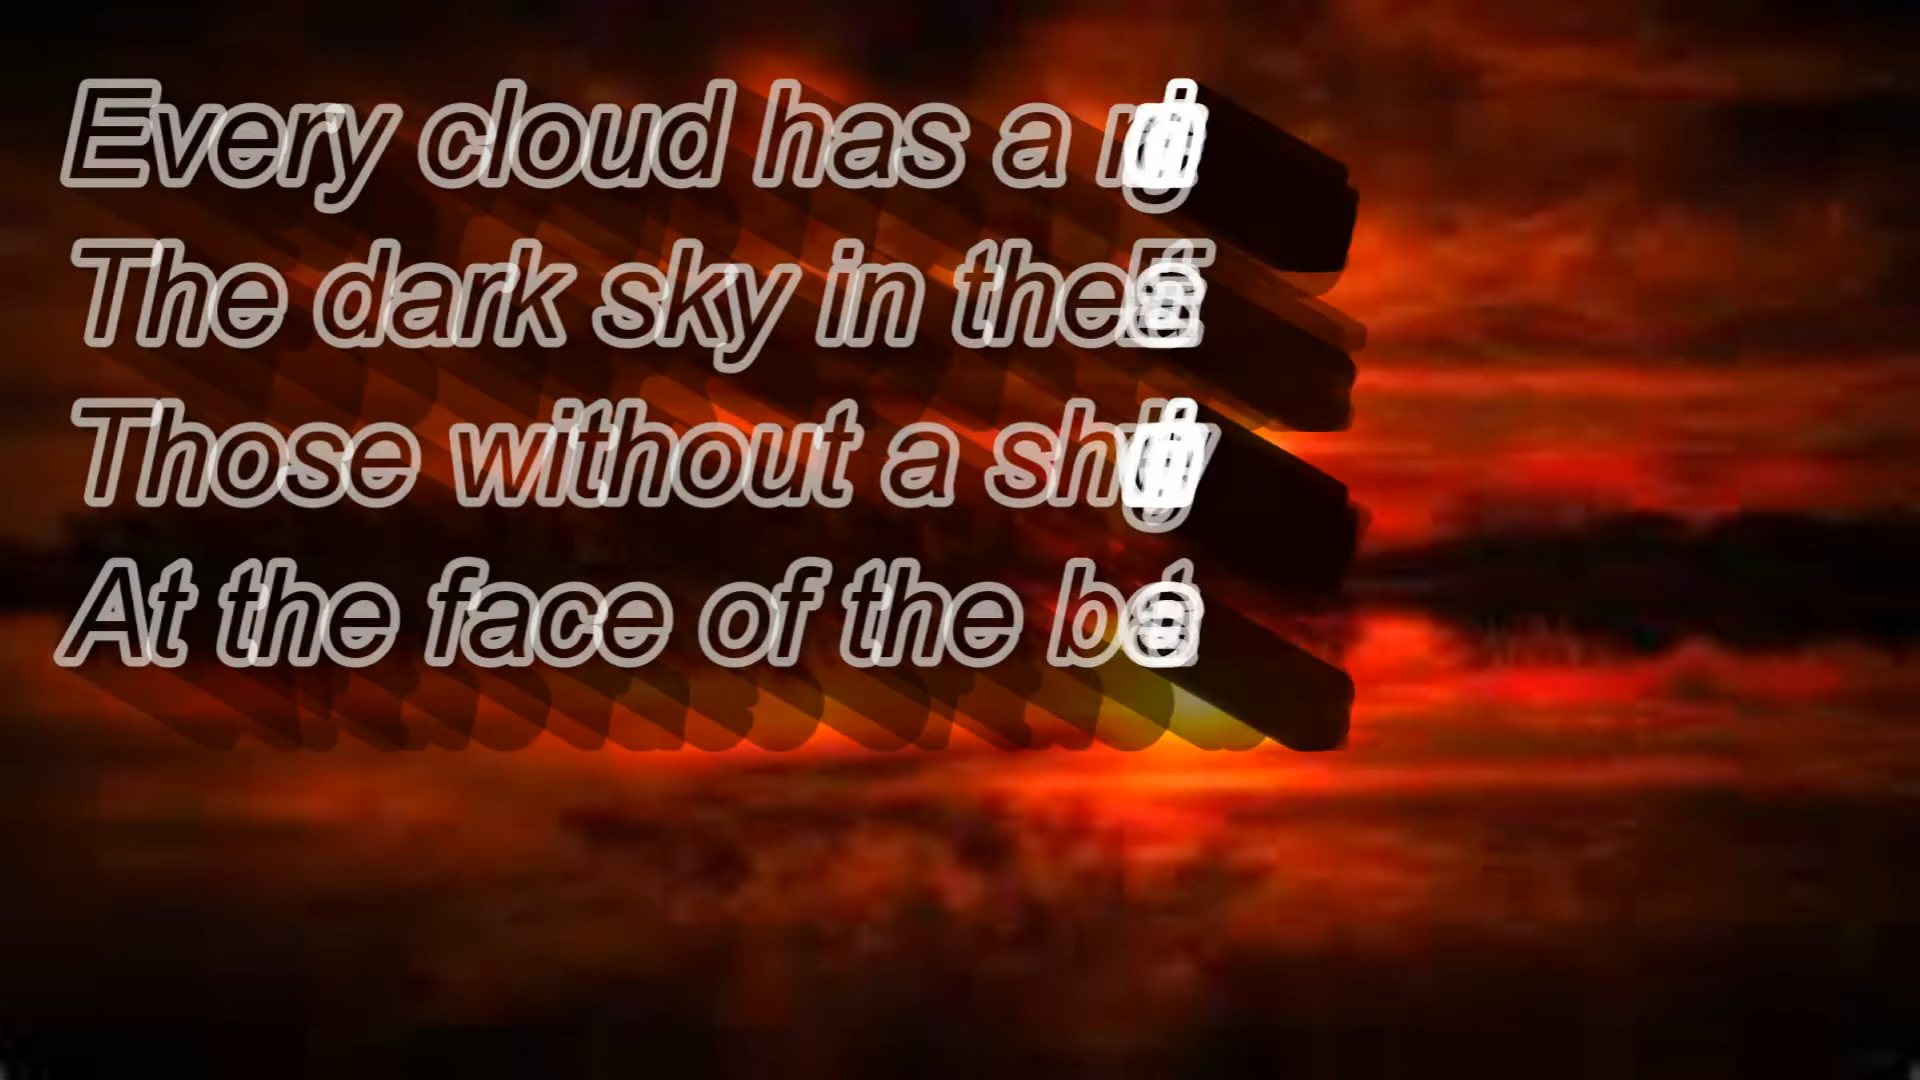 Every cloud has a
The dark sky in the
Those without a
At the face of the